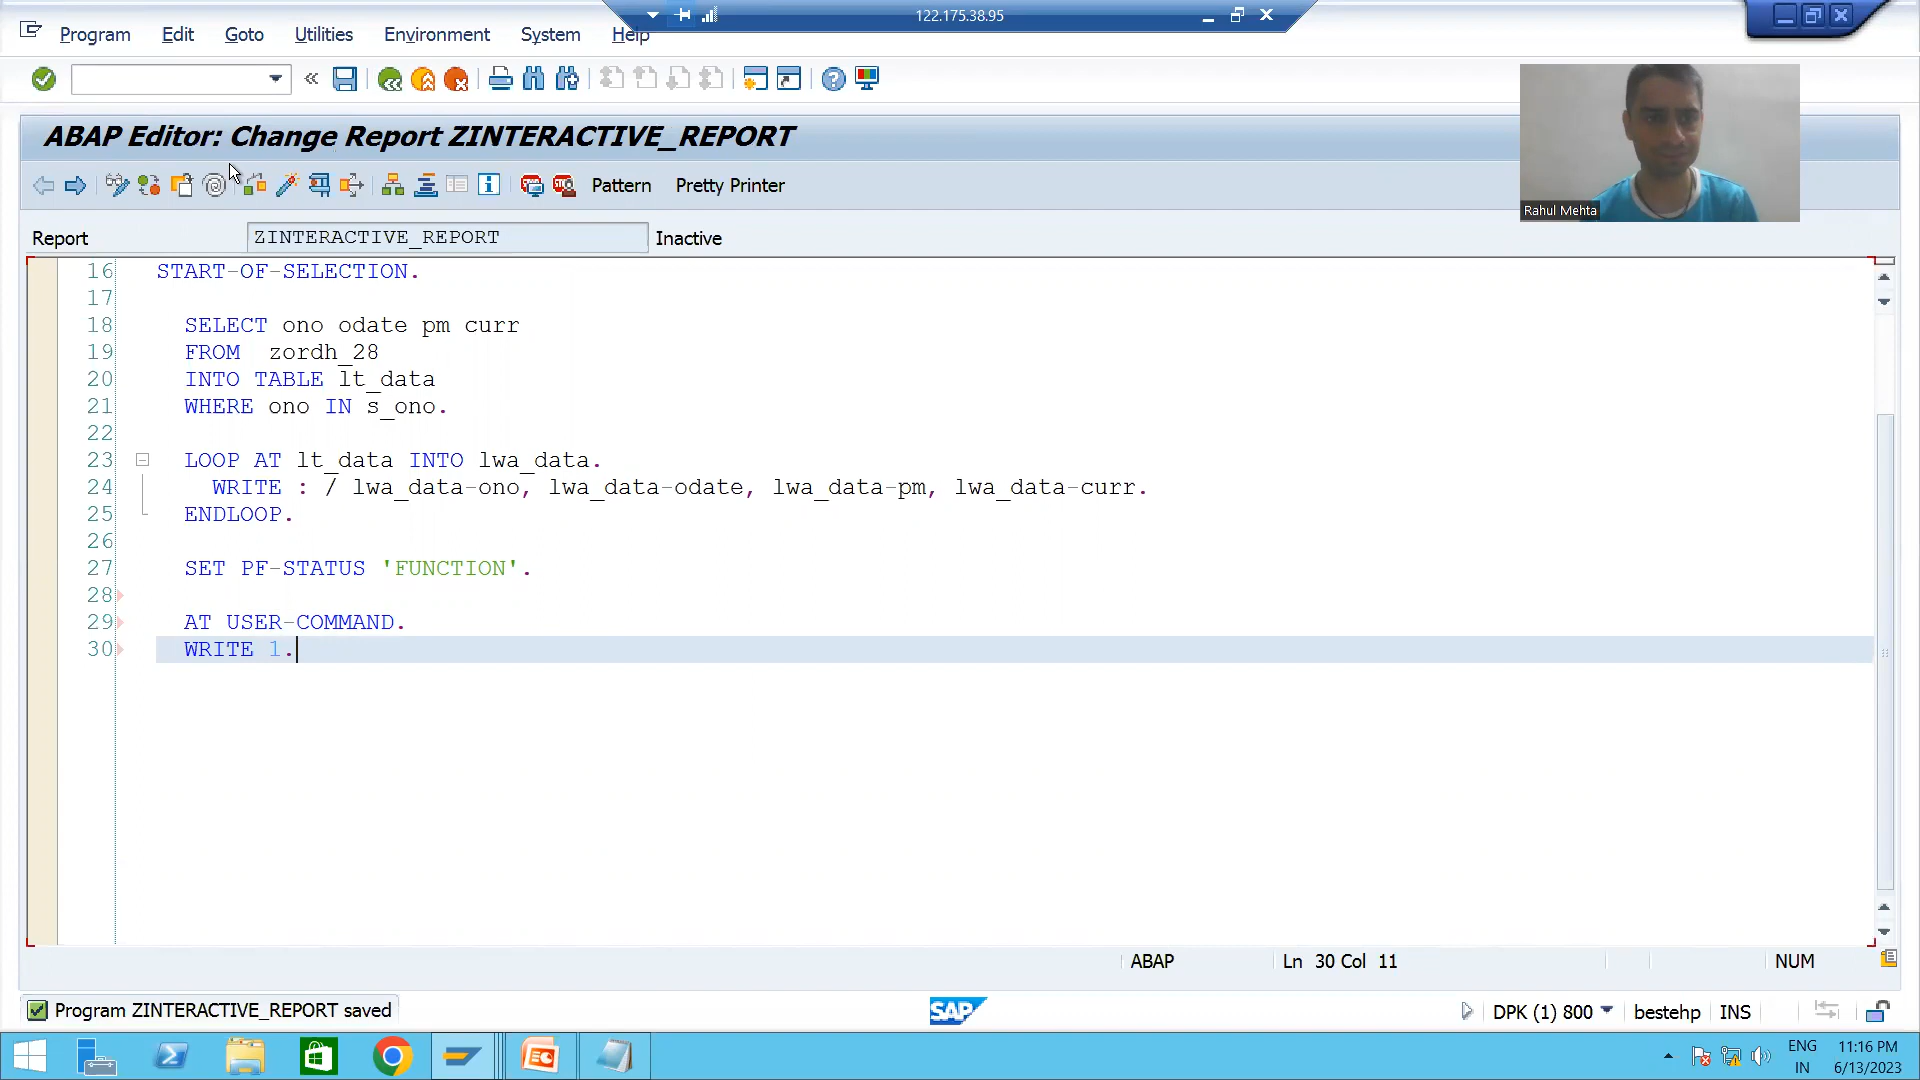 122.175.38.95
Program Edit Goto Utilities Environment System Help
ABAP Editor: Change Report ZINTERACTIVE_REPORT
Pattern Pretty Printer
Rahul Mehta
Report ZINTERACTIVE_REPORT Inactive
16 START-OF-SELECTION.
17
18 SELECT ono odate pm curr
19 FROM zordh_28
20 INTO TABLE lt_data
21 WHERE ono IN s_ono.
22
23 LOOP AT lt_data INTO lwa_data.
24 WRITE : / lwa_data-ono, lwa_data-odate, lwa_data-pm, lwa_data-curr.
25 ENDLOOP.
26
27 SET PF-STATUS 'FUNCTION'.
28
29 AT USER-COMMAND.
30 WRITE 1.
ABAP Ln 30 Col 11 NUM
Program ZINTERACTIVE_REPORT saved SAP DPK (1) 800 bestehp INS
ENG 11:16 PM
IN 6/13/2023